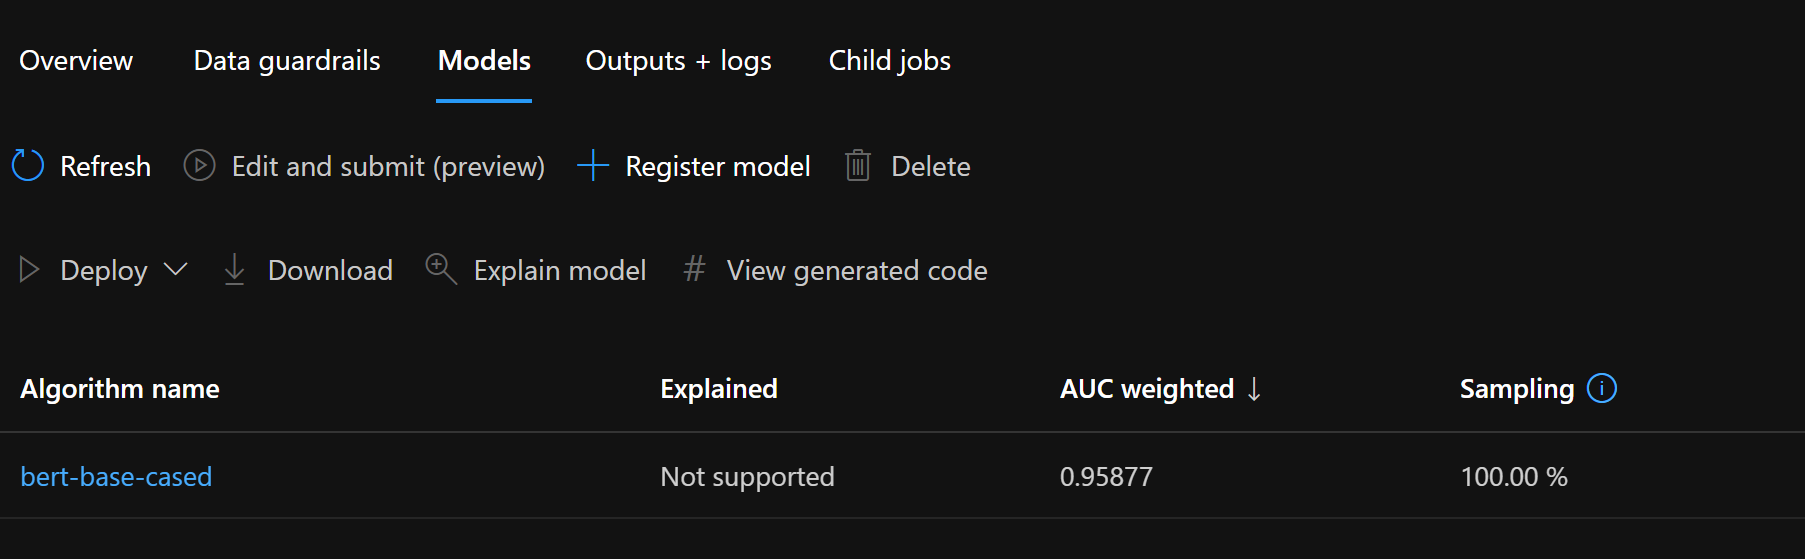 Overview Data guardrails Models Outputs + logs Child jobs
Refresh Edit and submit (preview) Register model Delete
Deploy Download Explain model # View generated code
Algorithm name Explained AUC weighted ↓ Sampling i
bert-base-cased Not supported 0.95877 100.00 %